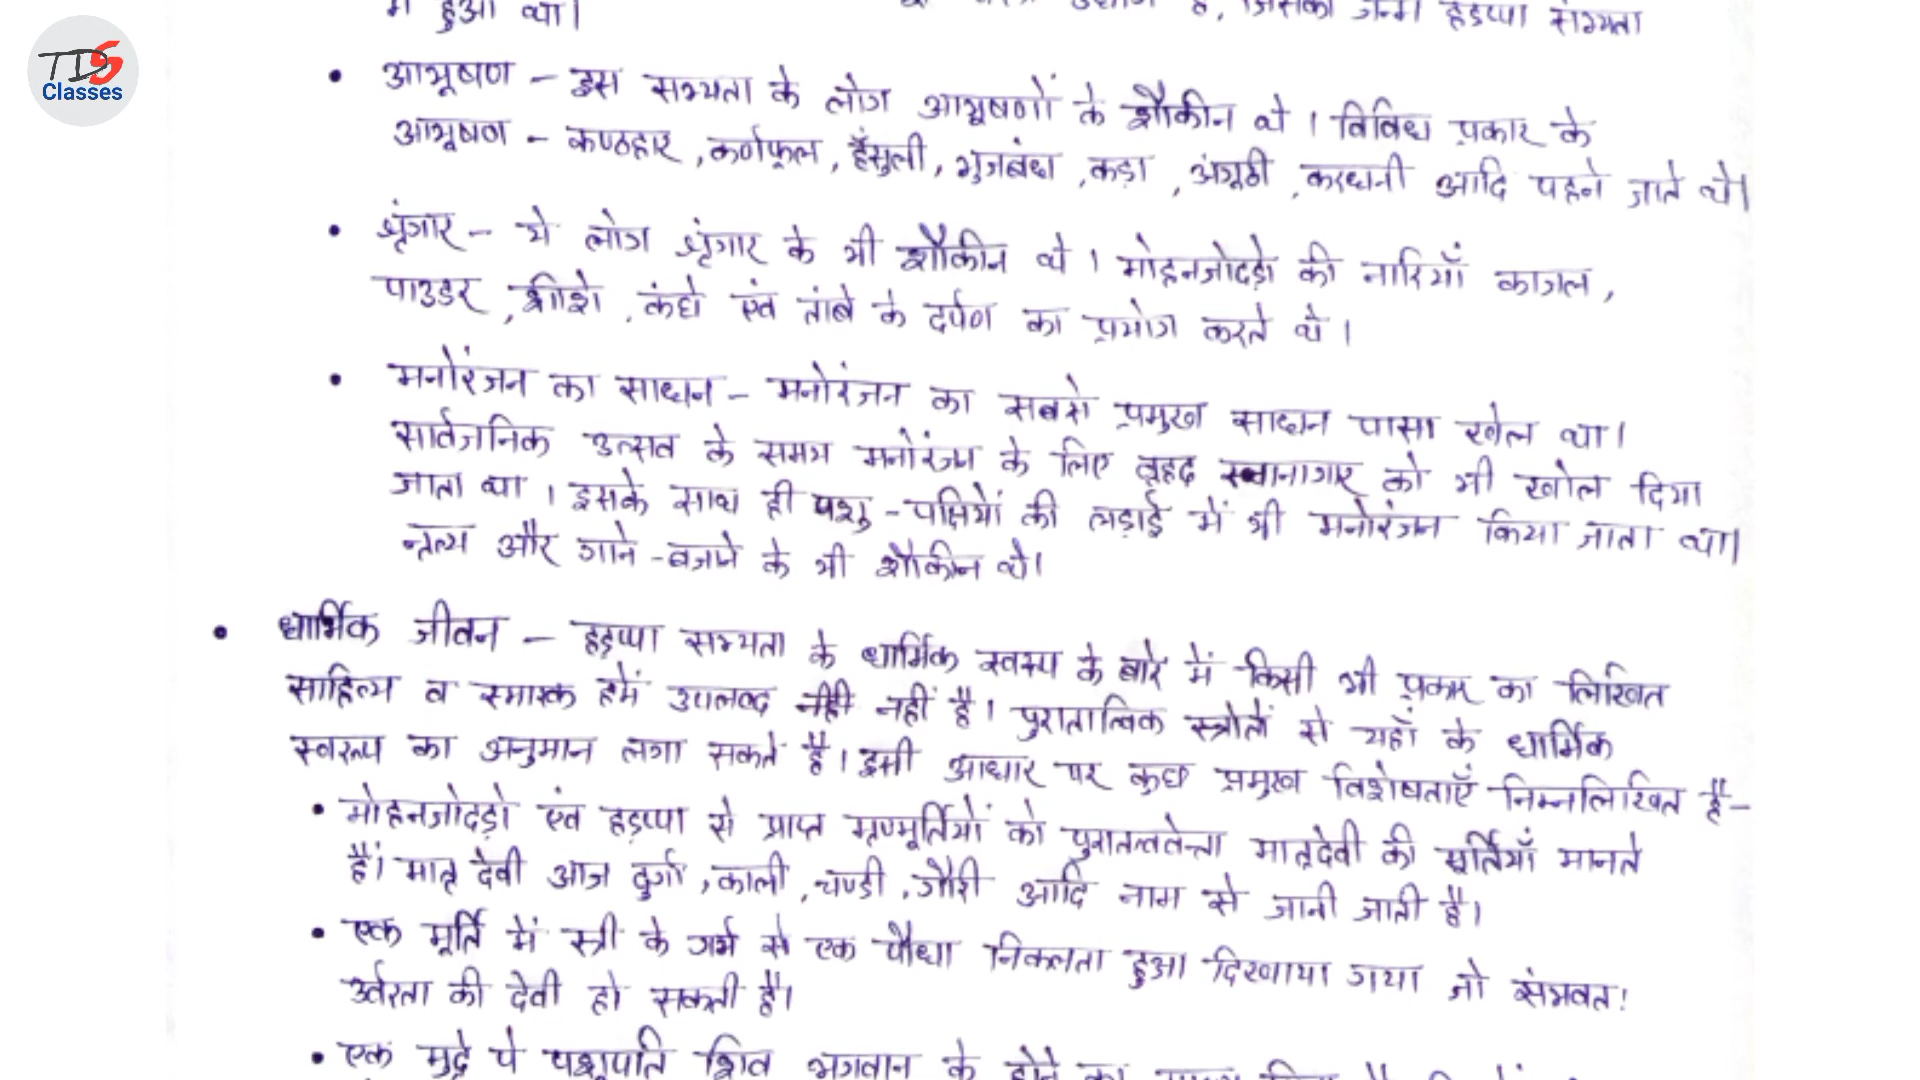 TDS
Classes
में हुआ था।
जिसका जन्म हड़प्पा सभ्यता
• आभूषण - इस सभ्यता के लोग आभूषणों के शौकीन थे । विविध प्रकार के
आभूषण - कण्ठहार, कर्णफूल, हँसुली, भुजबंध, कड़ा, अंगूठी, करधनी आदि पहने जाते थे।
• श्रृंगार - ये लोग श्रृंगार के भी शौकीन थे । मोहनजोदड़ो की नारियाँ काजल,
पाउडर, शीशे, कंघे एंव तांबे के दर्पण का प्रयोग करते थे ।
• मनोरंजन का साधन - मनोरंजन का सबसे प्रमुख साधन पासा खेल था।
सार्वजनिक उत्सव के समय मनोरंजन के लिए वृहद स्नानागार को भी खोल दिया
जाता था । इसके साथ ही पशु-पक्षियों की लड़ाई में भी मनोरंजन किया जाता था।
नृत्य और गाने-बजाने के भी शौकीन थे।
• धार्मिक जीवन - हड़प्पा सभ्यता के धार्मिक स्वरूप के बारे में किसी भी प्रकार का लिखित
साहित्य व स्मारक हमें उपलब्द नहीं है। पुरातात्विक स्त्रोतों से यहाँ के धार्मिक
स्वरूप का अनुमान लगा सकते है। इसी आधार पर कुछ प्रमुख विशेषताएँ निम्नलिखित है-
• मोहनजोदड़ो एंव हड़प्पा से प्राप्त मृण्मूर्तियों को पुरातत्ववेत्ता मातृदेवी की मूर्तियाँ मानते
हैं। मातृ देवी आज दुर्गा, काली, चण्डी, गौरी आदि नाम से जानी जाती है।
• एक मूर्ति में स्त्री के गर्भ से एक पौधा निकलता हुआ दिखाया गया जो संभवतः
उर्वरता की देवी हो सकती है।
• एक मुद्रे पे पशुपति शिव भगवान के होने का